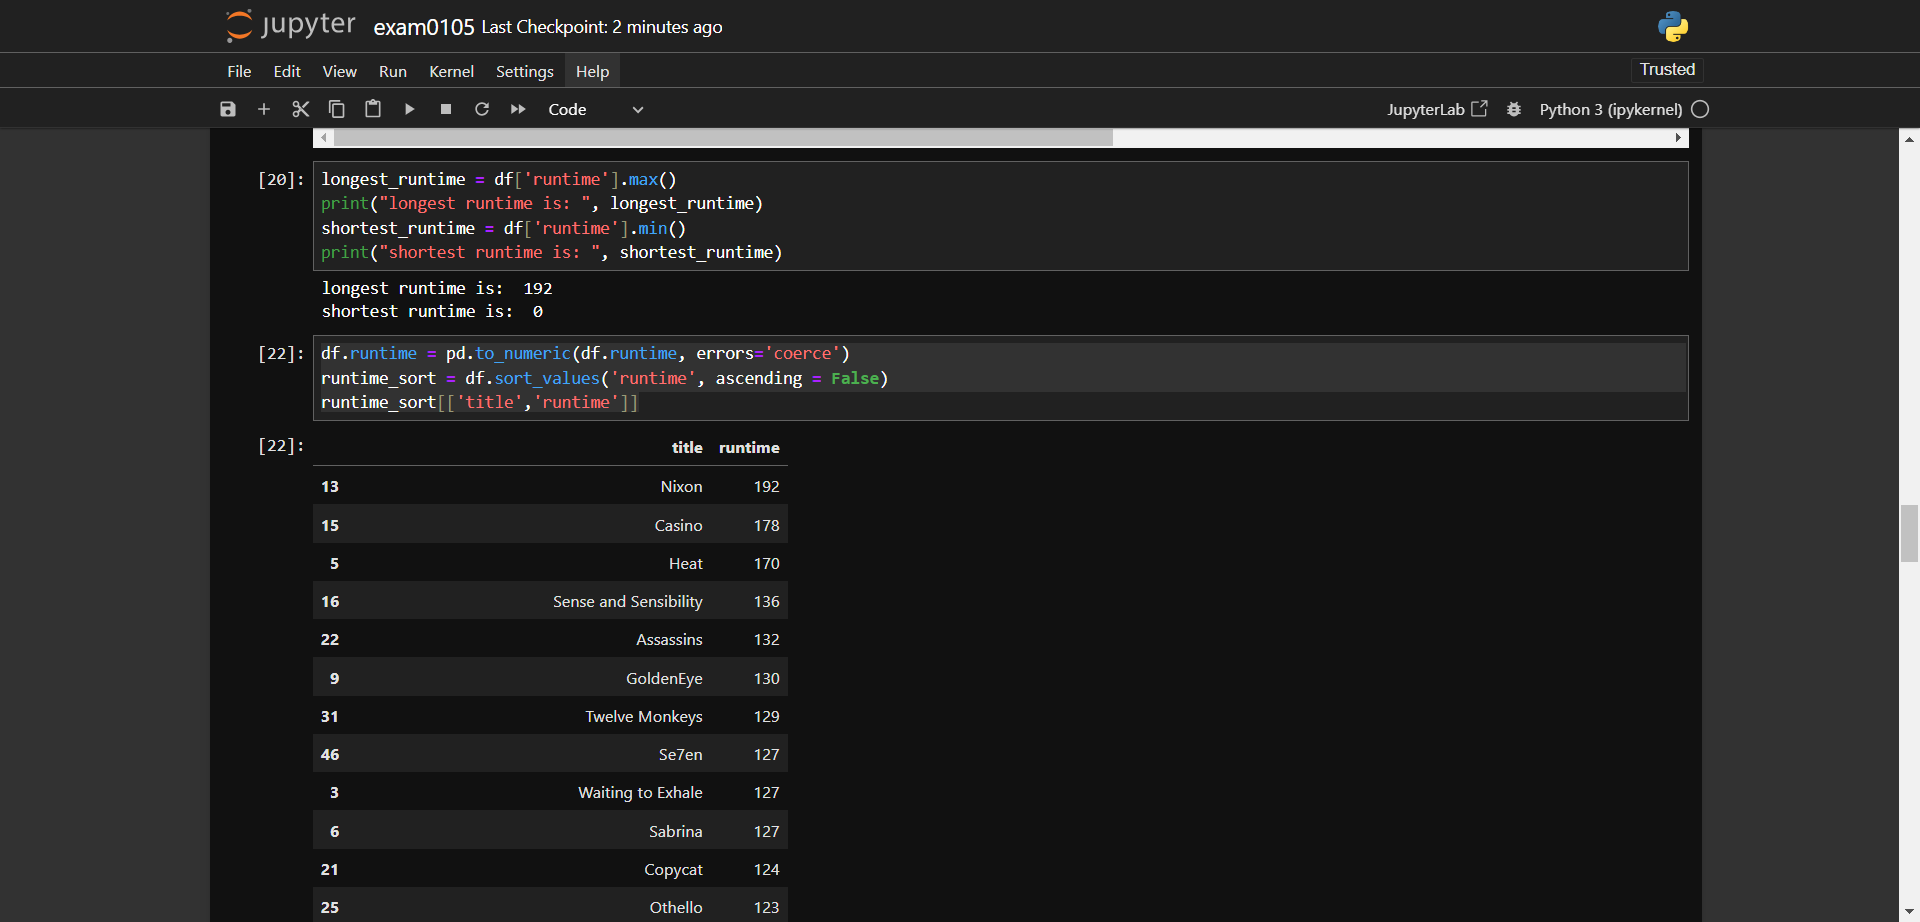 jupyter exam0105 Last Checkpoint: 2 minutes ago
File Edit View Run Kernel Settings Help Trusted
Code JupyterLab Python 3 (ipykernel)
[20]: longest_runtime = df['runtime'].max()
print("longest runtime is: ", longest_runtime)
shortest_runtime = df['runtime'].min()
print("shortest runtime is: ", shortest_runtime)
longest runtime is:  192
shortest runtime is:  0
[22]: df.runtime = pd.to_numeric(df.runtime, errors='coerce')
runtime_sort = df.sort_values('runtime', ascending = False)
runtime_sort[['title','runtime']]
[22]: title runtime
13 Nixon 192
15 Casino 178
5 Heat 170
16 Sense and Sensibility 136
22 Assassins 132
9 GoldenEye 130
31 Twelve Monkeys 129
46 Se7en 127
3 Waiting to Exhale 127
6 Sabrina 127
21 Copycat 124
25 Othello 123